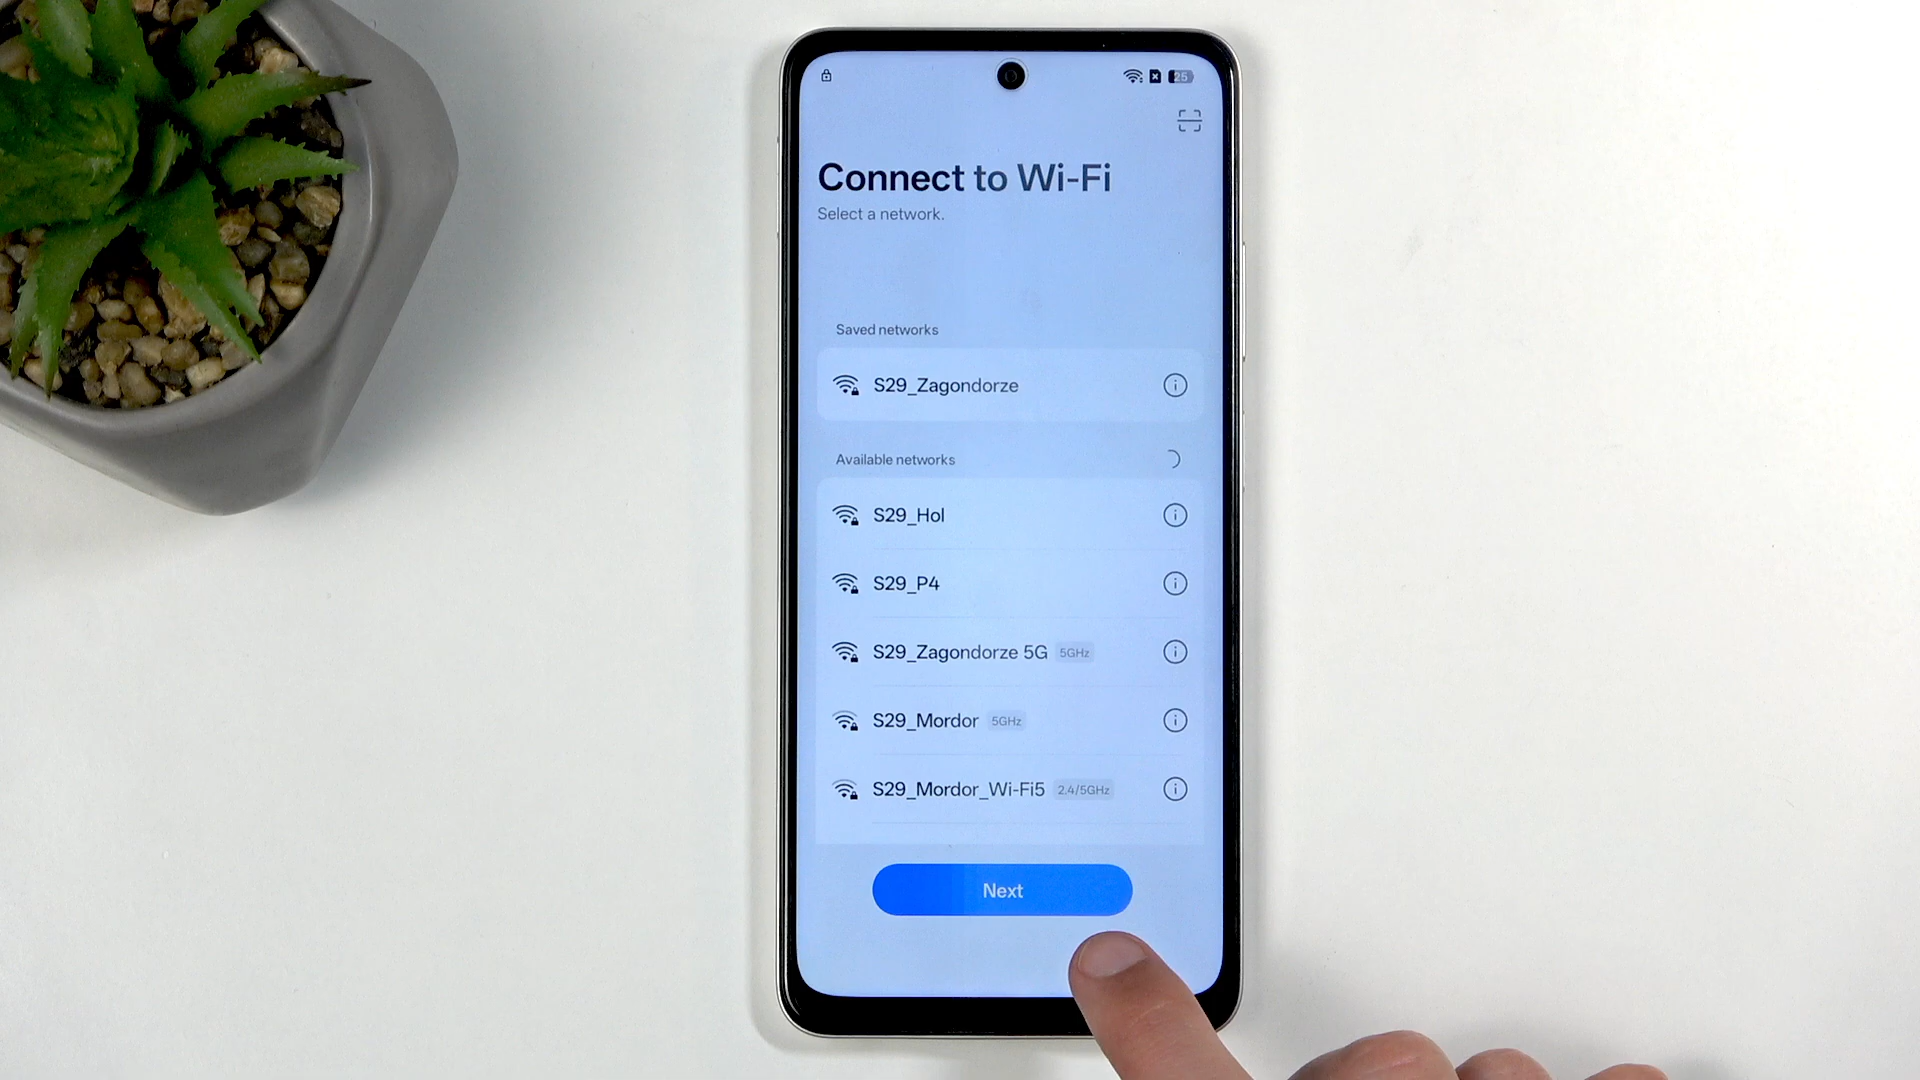 25
Connect to Wi-Fi
Select a network.
Saved networks
S29_Zagondorze
Available networks
S29_Hol
S29_P4
S29_Zagondorze 5G 5GHz
S29_Mordor 5GHz
S29_Mordor_Wi-Fi5 2.4/5GHz
Next